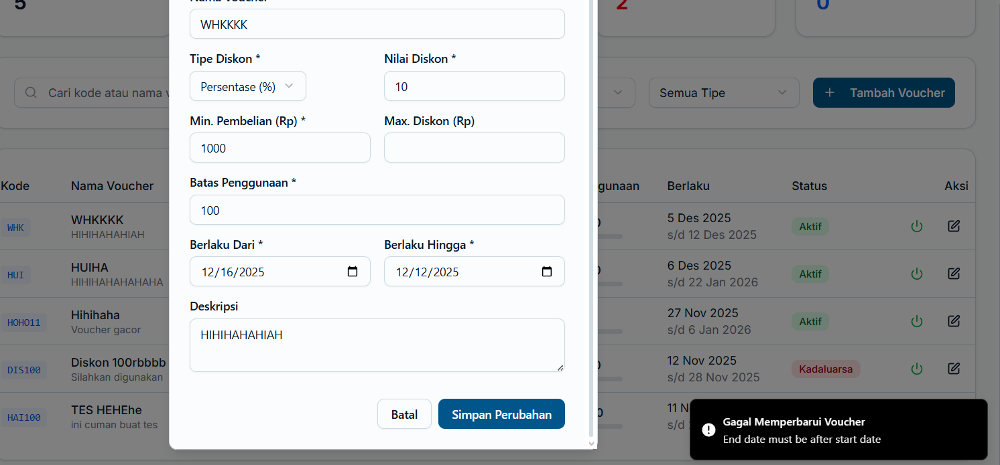 5
2
0
Nama Voucher
WHKKKK
Tipe Diskon *
Nilai Diskon *
Persentase (%)
10
Cari kode atau nama
Semua Tipe
+ Tambah Voucher
Min. Pembelian (Rp) *
Max. Diskon (Rp)
1000
Batas Penggunaan *
100
Berlaku Dari *
Berlaku Hingga *
12/16/2025
12/12/2025
Deskripsi
HIHIHAHAHIAH
Batal
Simpan Perubahan
Kode
Nama Voucher
gunaan
Berlaku
Status
Aksi
WHK
WHKKKK
HIHIHAHAHIAH
5 Des 2025
s/d 12 Des 2025
Aktif
HUI
HUIHA
HIHIHAHAHAHAHA
6 Des 2025
s/d 22 Jan 2026
Aktif
HOHO11
Hihihaha
Voucher gacor
27 Nov 2025
s/d 6 Jan 2026
Aktif
DIS100
Diskon 100rbbbb
Silahkan digunakan
12 Nov 2025
s/d 28 Nov 2025
Kadaluarsa
HAI100
TES HEHEhe
ini cuman buat tes
0
11 N
s/d
Gagal Memperbarui Voucher
End date must be after start date